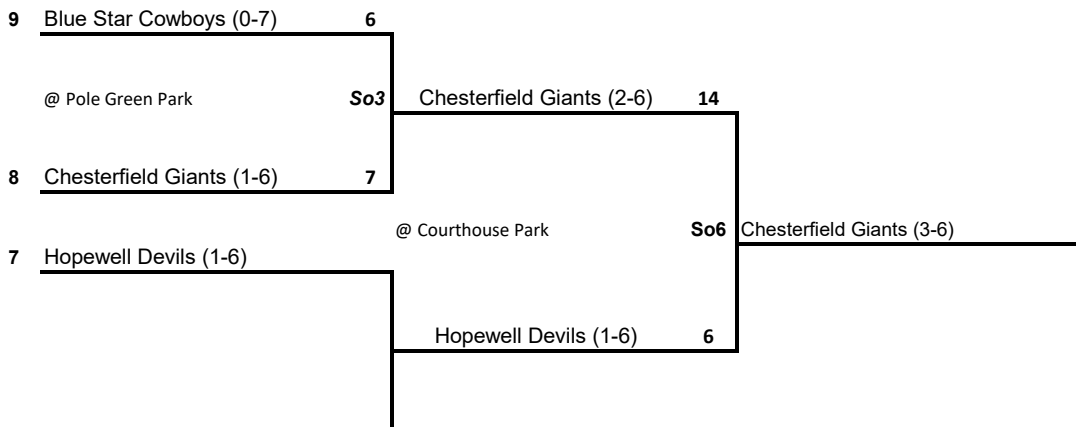 9 Blue Star Cowboys (0-7) 6
@ Pole Green Park So3 Chesterfield Giants (2-6) 14
8 Chesterfield Giants (1-6) 7
@ Courthouse Park So6 Chesterfield Giants (3-6)
7 Hopewell Devils (1-6)
Hopewell Devils (1-6) 6